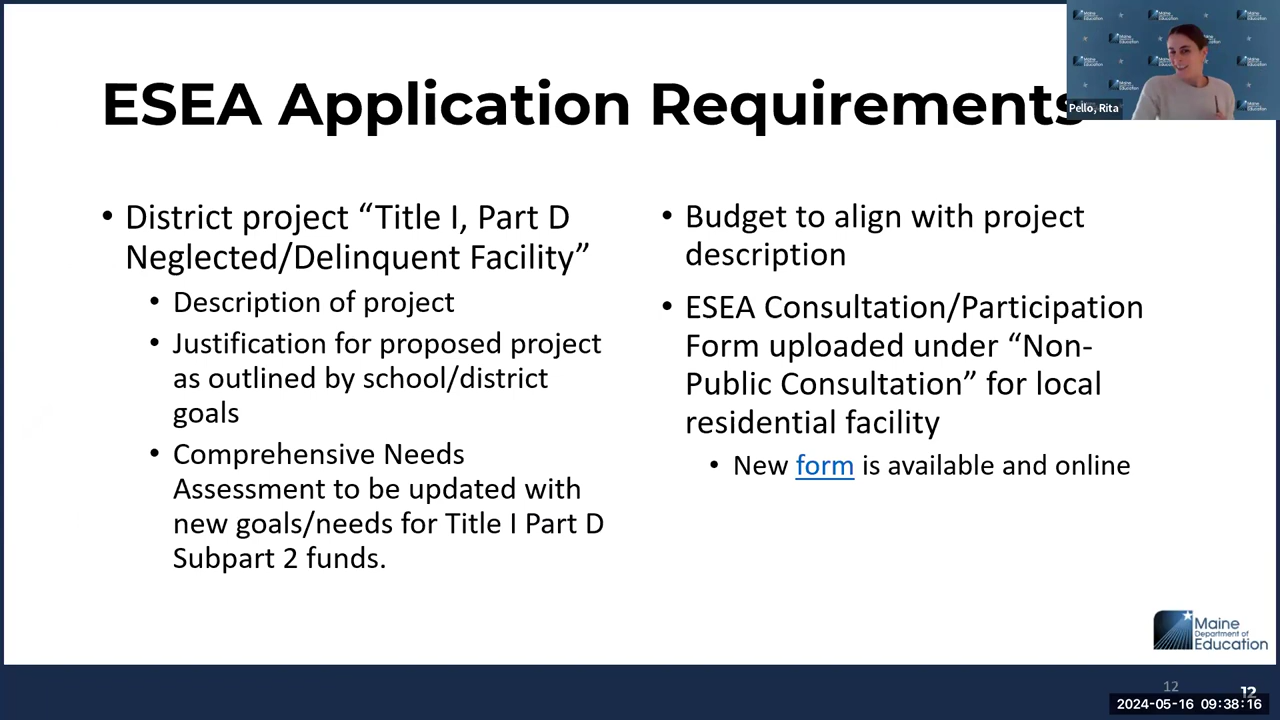 ESEA Application Requirements
Pello, Rita
• District project “Title I, Part D
Neglected/Delinquent Facility”
• Description of project
• Justification for proposed project
as outlined by school/district
goals
• Comprehensive Needs
Assessment to be updated with
new goals/needs for Title I Part D
Subpart 2 funds.
• Budget to align with project
description
• ESEA Consultation/Participation
Form uploaded under “Non-
Public Consultation” for local
residential facility
• New form is available and online
Maine
Department of
Education
12
12
2024-05-16 09:38:16